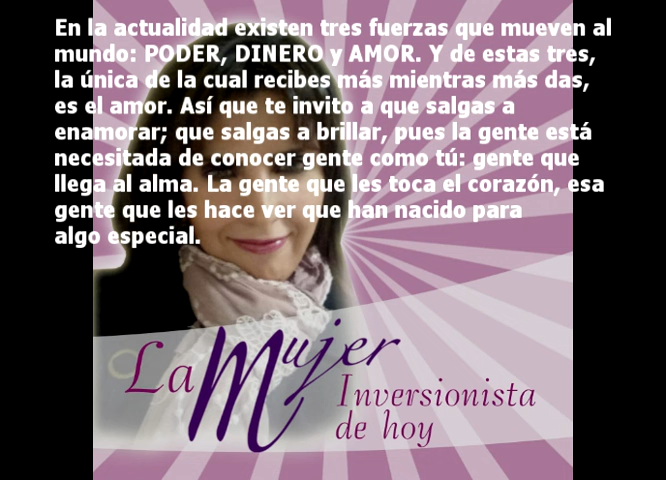 En la actualidad existen tres fuerzas que mueven al
mundo: PODER, DINERO y AMOR. Y de estas tres,
la única de la cual recibes más mientras más das,
es el amor. Así que te invito a que salgas a
enamorar; que salgas a brillar, pues la gente está
necesitada de conocer gente como tú: gente que
llega al alma. La gente que les toca el corazón, esa
gente que les hace ver que han nacido para
algo especial.
La Mujer
Inversionista
de hoy